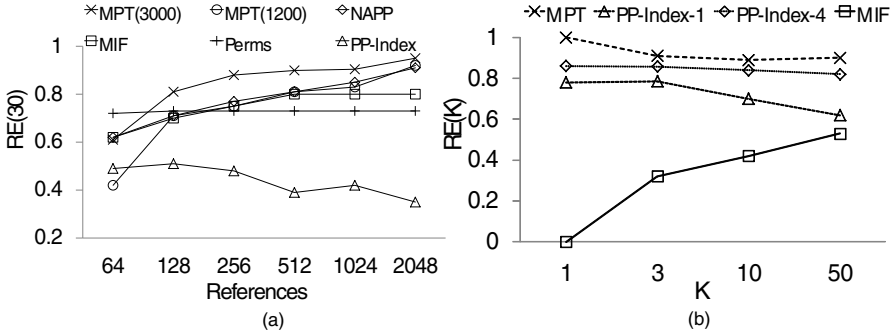 MPT(3000) MPT(1200) NAPP
MIF Perms PP-Index
1
0.8
0.6
0.4
0.2
RE(30)
64 128 256 512 1024 2048
References
(a)
MPT PP-Index-1 PP-Index-4 MIF
1
0.8
0.6
0.4
0.2
0
RE(K)
1 3 10 50
K
(b)